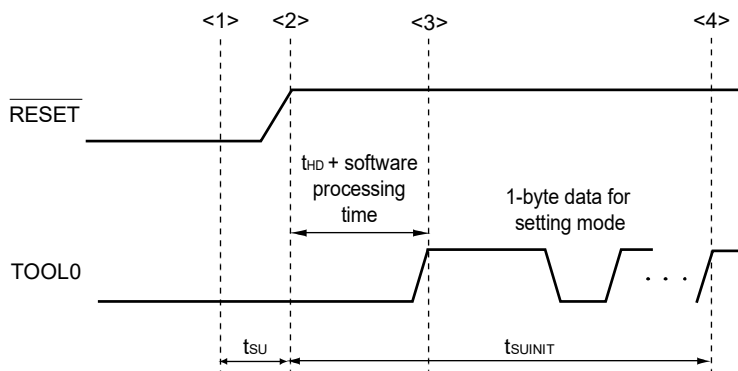 <1> <2> <3> <4>
RESET
tHD + software
processing
time
1-byte data for
setting mode
TOOL0
. . .
tSU
tSUINIT